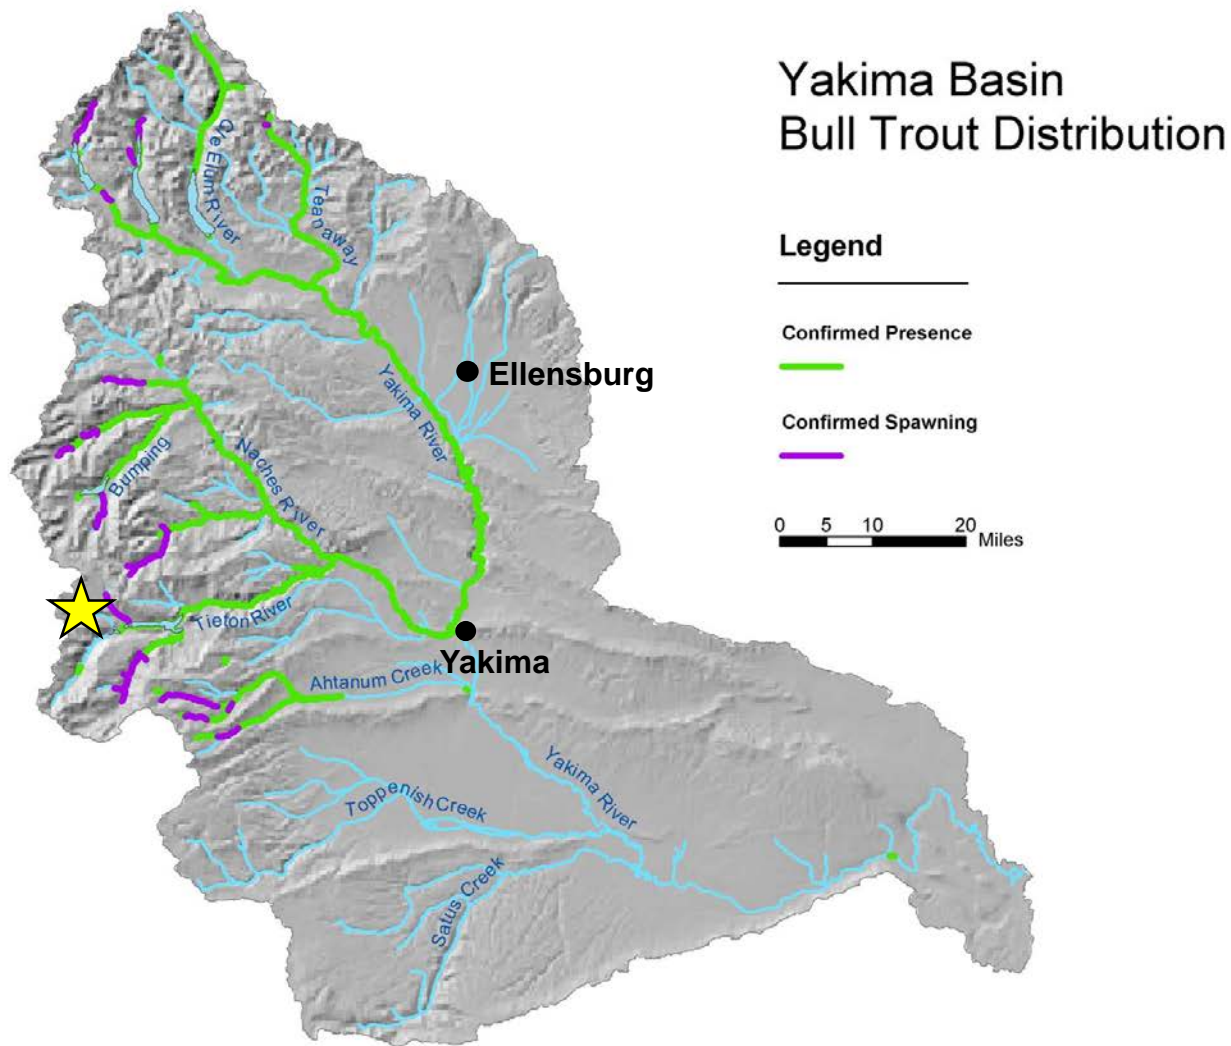 Yakima Basin
Bull Trout Distribution
Legend
Confirmed Presence
Confirmed Spawning
0 5 10 20
Miles
Cle Elum River
Teanaway
Ellensburg
Yakima River
Naches River
Bumping
Tieton River
Yakima
Ahtanum Creek
Yakima River
Toppenish Creek
Satus Creek